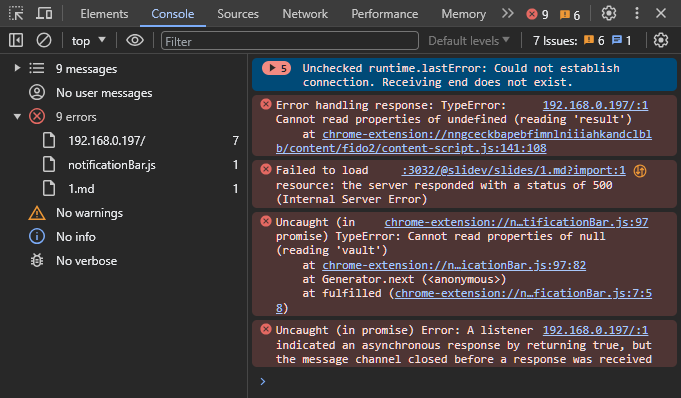 Elements Console Sources Network Performance Memory 9 6
top Filter Default levels 7 Issues: 6 1
9 messages
No user messages
9 errors
192.168.0.197/ 7
notificationBar.js 1
1.md 1
No warnings
No info
No verbose
5 Unchecked runtime.lastError: Could not establish
connection. Receiving end does not exist.
Error handling response: TypeError: 192.168.0.197/:1
Cannot read properties of undefined (reading 'result')
at chrome-extension://nngceckbapebfimnlniiiahkandclbl
b/content/fido2/content-script.js:141:108
Failed to load :3032/@slidev/slides/1.md?import:1
resource: the server responded with a status of 500
(Internal Server Error)
Uncaught (in chrome-extension://n…tificationBar.js:97
promise) TypeError: Cannot read properties of null
(reading 'vault')
at chrome-extension://n…icationBar.js:97:82
at Generator.next (<anonymous>)
at fulfilled (chrome-extension://n…ficationBar.js:7:5
8)
Uncaught (in promise) Error: A listener 192.168.0.197/:1
indicated an asynchronous response by returning true, but
the message channel closed before a response was received